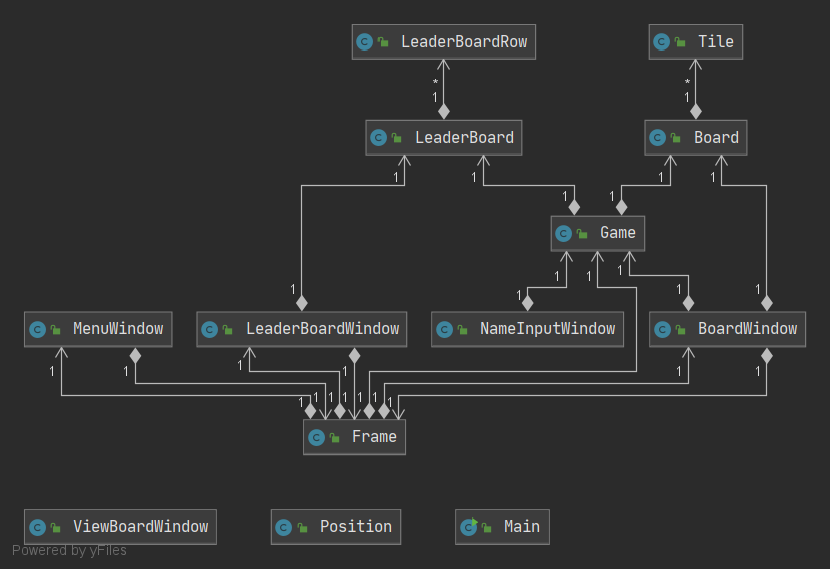 LeaderBoardRow
Tile
*
*
1
1
LeaderBoard
Board
1
1
1
1
1
1
Game
1
1
1
1
1
1
1
MenuWindow
LeaderBoardWindow
NameInputWindow
BoardWindow
1
1
1
1
1
1
1
1
1
1
1
1
Frame
ViewBoardWindow
Position
Main
Powered by yFiles